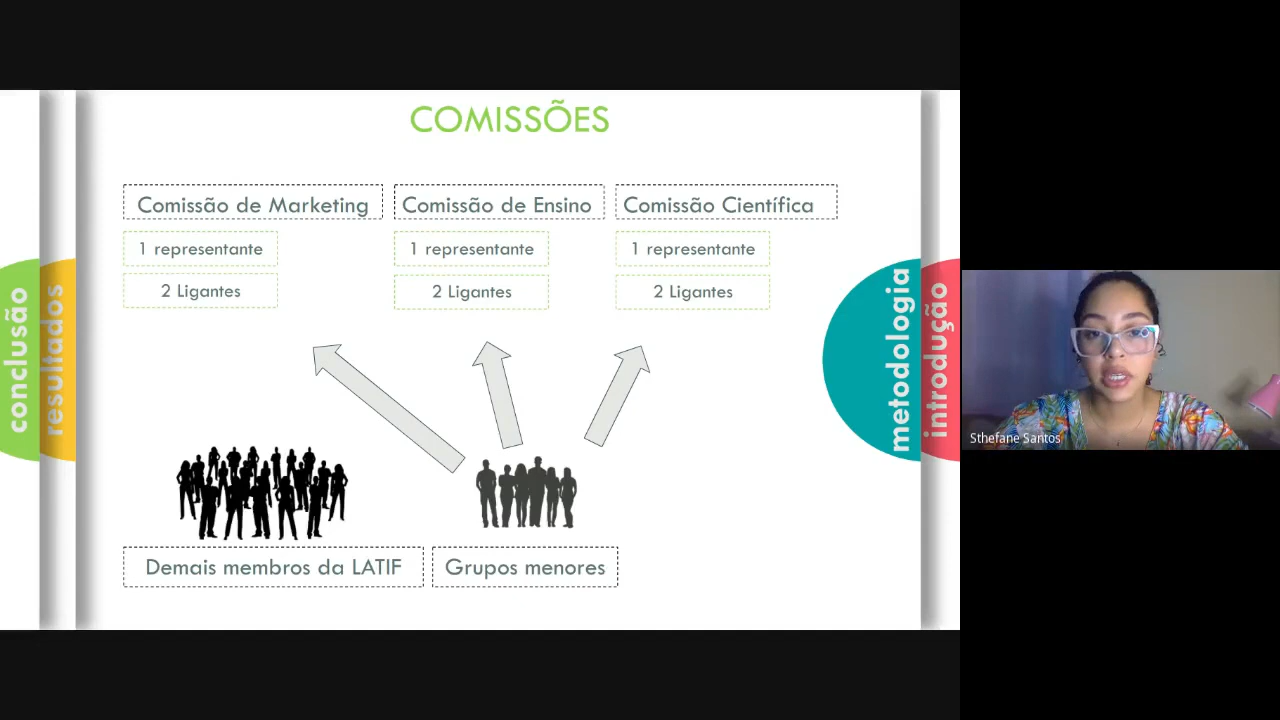 COMISSÕES
Comissão de Marketing
Comissão de Ensino
Comissão Científica
1 representante
1 representante
1 representante
2 Ligantes
2 Ligantes
2 Ligantes
conclusão
resultados
metodologia
introdução
Sthefane Santos
Demais membros da LATIF
Grupos menores